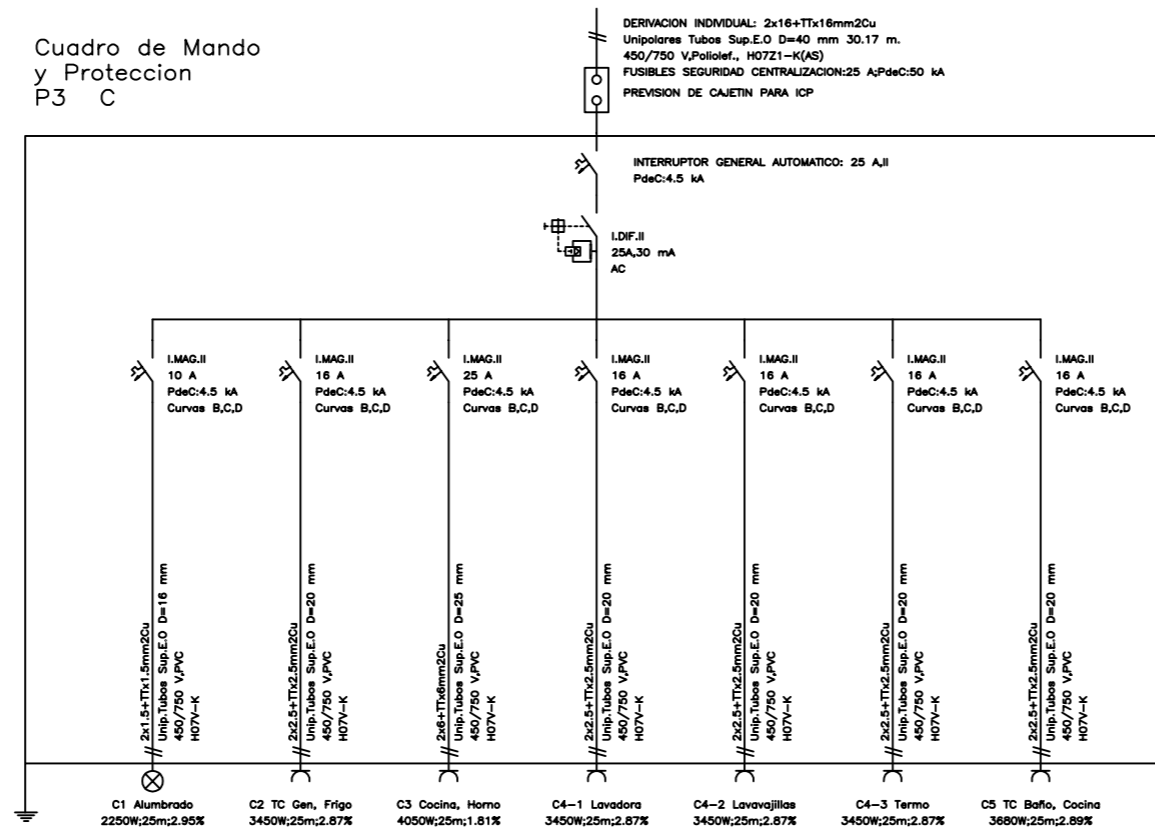 Cuadro de Mando
y Proteccion
P3 C
DERIVACION INDIVIDUAL: 2x16+TTx16mm2Cu
Unipolares Tubos Sup.E.O D=40 mm 30.17 m.
450/750 V,Poliolef., H07Z1-K(AS)
FUSIBLES SEGURIDAD CENTRALIZACION:25 A;PdeC:50 kA
PREVISION DE CAJETIN PARA ICP
INTERRUPTOR GENERAL AUTOMATICO: 25 A,II
PdeC:4.5 kA
I.DIF.II
25A,30 mA
AC
I.MAG.II
10 A
PdeC:4.5 kA
Curvas B,C,D
I.MAG.II
16 A
PdeC:4.5 kA
Curvas B,C,D
I.MAG.II
25 A
PdeC:4.5 kA
Curvas B,C,D
I.MAG.II
16 A
PdeC:4.5 kA
Curvas B,C,D
I.MAG.II
16 A
PdeC:4.5 kA
Curvas B,C,D
I.MAG.II
16 A
PdeC:4.5 kA
Curvas B,C,D
I.MAG.II
16 A
PdeC:4.5 kA
Curvas B,C,D
2x1.5+TTx1.5mm2Cu
Unip.Tubos Sup.E.O D=16 mm
450/750 V,PVC
H07V-K
2x2.5+TTx2.5mm2Cu
Unip.Tubos Sup.E.O D=20 mm
450/750 V,PVC
H07V-K
2x6+TTx6mm2Cu
Unip.Tubos Sup.E.O D=25 mm
450/750 V,PVC
H07V-K
2x2.5+TTx2.5mm2Cu
Unip.Tubos Sup.E.O D=20 mm
450/750 V,PVC
H07V-K
2x2.5+TTx2.5mm2Cu
Unip.Tubos Sup.E.O D=20 mm
450/750 V,PVC
H07V-K
2x2.5+TTx2.5mm2Cu
Unip.Tubos Sup.E.O D=20 mm
450/750 V,PVC
H07V-K
2x2.5+TTx2.5mm2Cu
Unip.Tubos Sup.E.O D=20 mm
450/750 V,PVC
H07V-K
C1 Alumbrado
2250W;25m;2.95%
C2 TC Gen, Frigo
3450W;25m;2.87%
C3 Cocina, Horno
4050W;25m;1.81%
C4-1 Lavadora
3450W;25m;2.87%
C4-2 Lavavajillas
3450W;25m;2.87%
C4-3 Termo
3450W;25m;2.87%
C5 TC Baño, Cocina
3680W;25m;2.89%